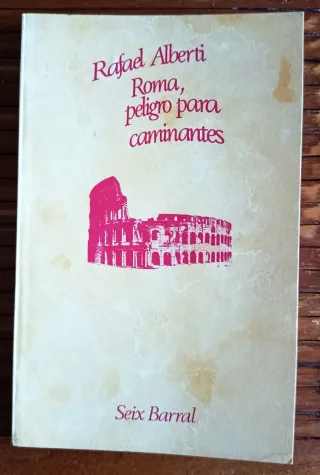 Rafael Alberti
Roma,
peligro para
caminantes
Seix Barral